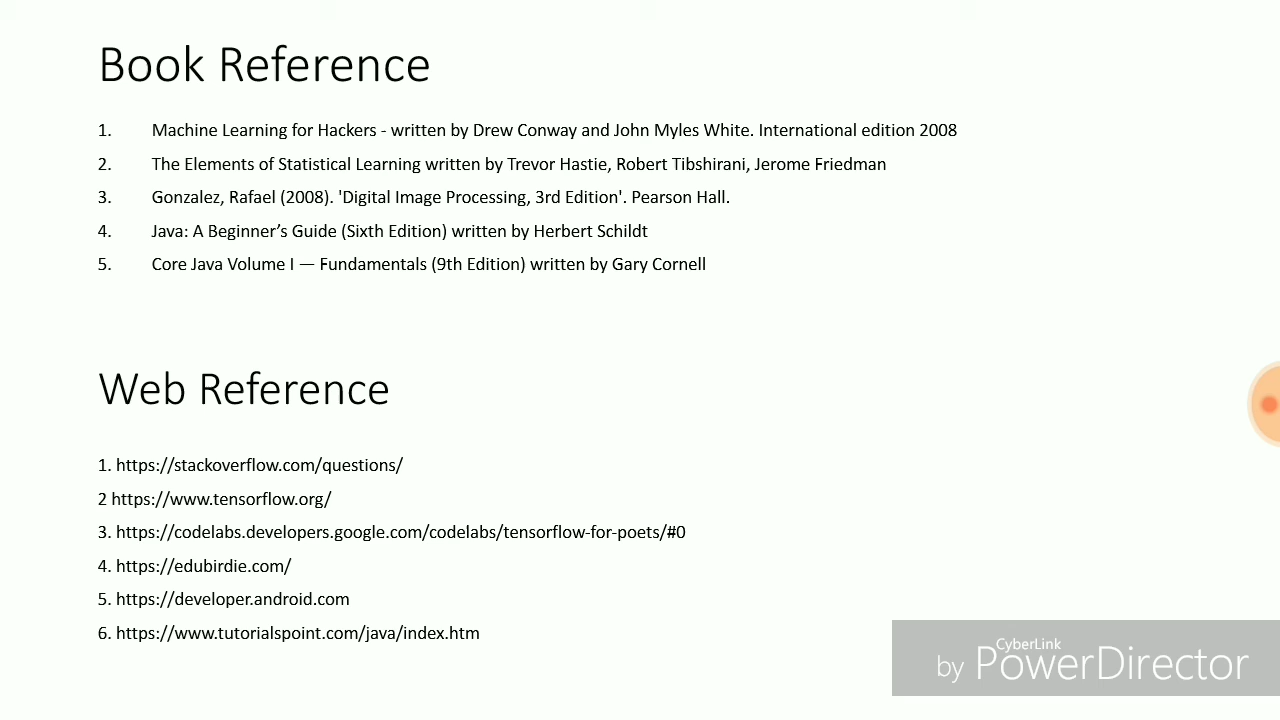 Book Reference
1. Machine Learning for Hackers - written by Drew Conway and John Myles White. International edition 2008
2. The Elements of Statistical Learning written by Trevor Hastie, Robert Tibshirani, Jerome Friedman
3. Gonzalez, Rafael (2008). 'Digital Image Processing, 3rd Edition'. Pearson Hall.
4. Java: A Beginner’s Guide (Sixth Edition) written by Herbert Schildt
5. Core Java Volume I — Fundamentals (9th Edition) written by Gary Cornell
Web Reference
1. https://stackoverflow.com/questions/
2 https://www.tensorflow.org/
3. https://codelabs.developers.google.com/codelabs/tensorflow-for-poets/#0
4. https://edubirdie.com/
5. https://developer.android.com
6. https://www.tutorialspoint.com/java/index.htm
CyberLink
by PowerDirector